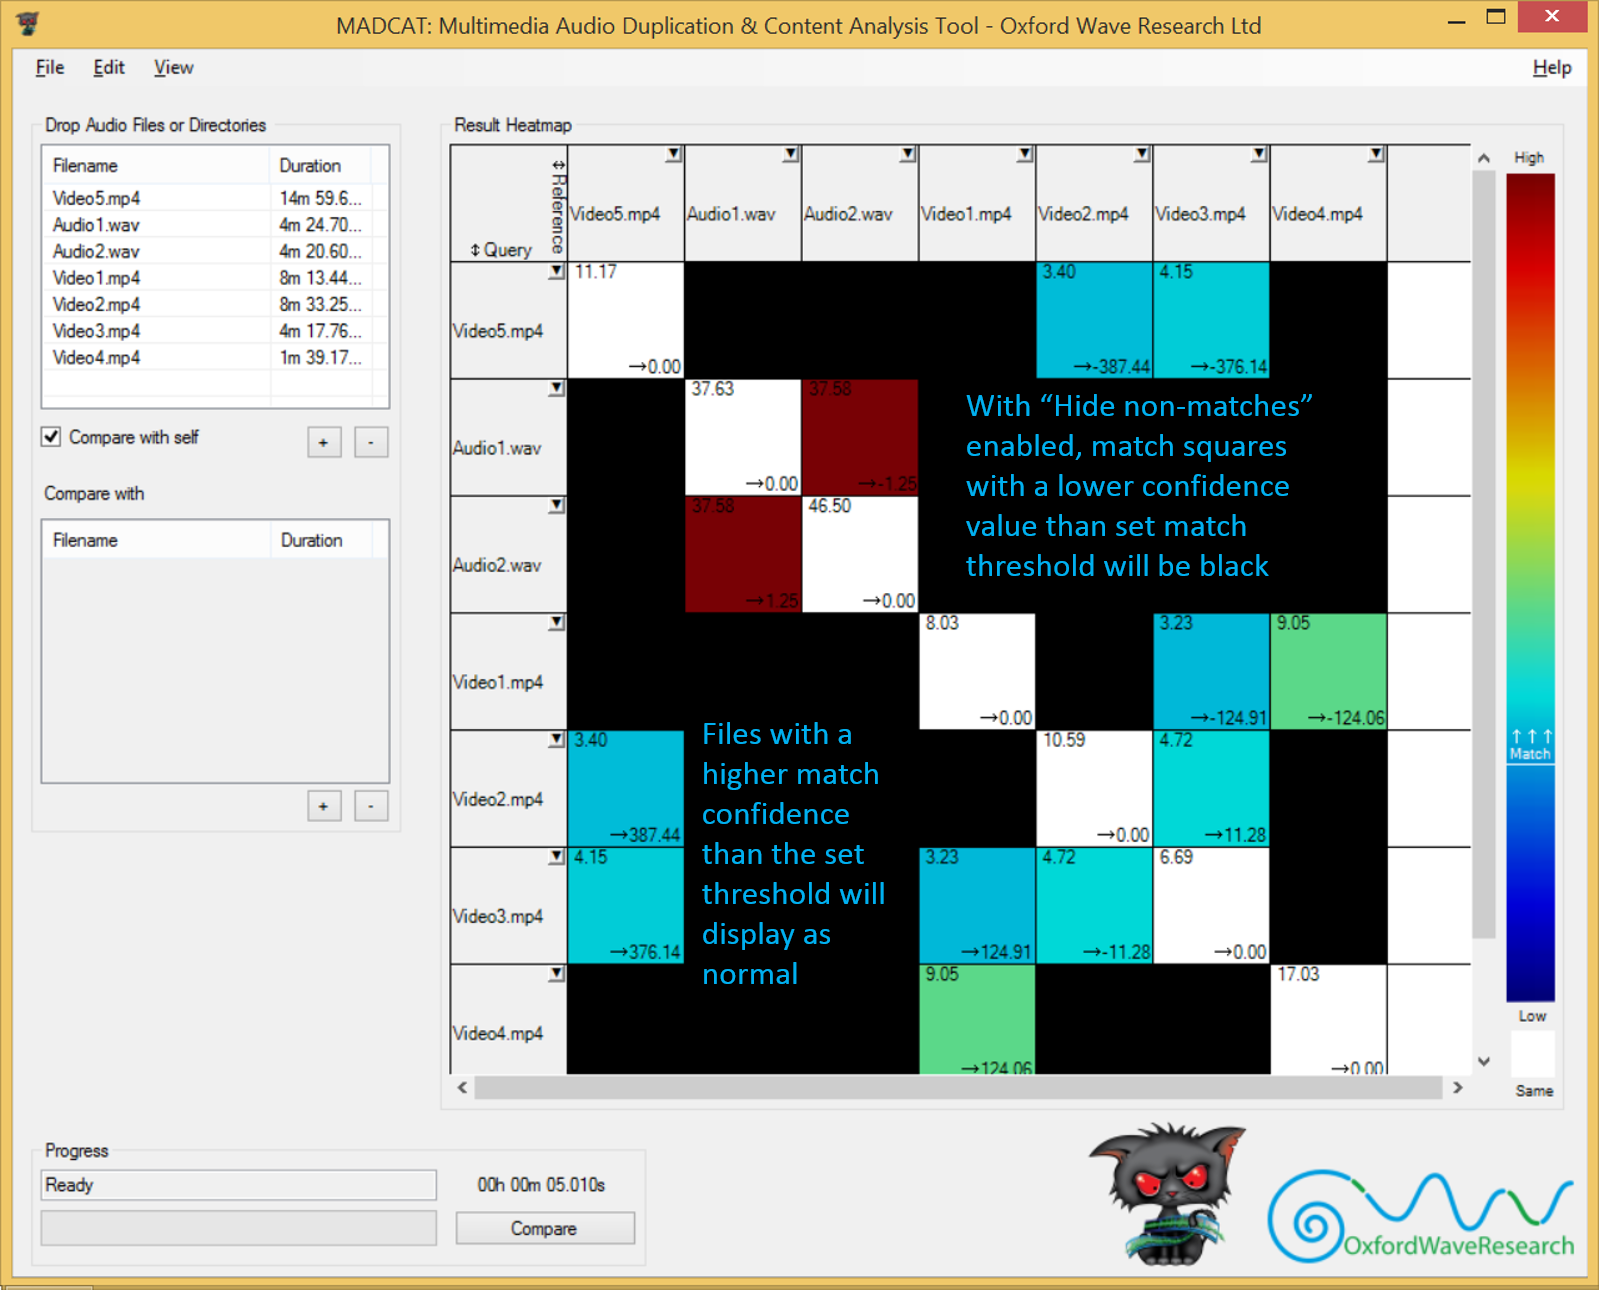 MADCAT: Multimedia Audio Duplication & Content Analysis Tool - Oxford Wave Research Ltd
File Edit View Help
Drop Audio Files or Directories
Filename Duration
Video5.mp4 14m 59.6...
Audio1.wav 4m 24.70...
Audio2.wav 4m 20.60...
Video1.mp4 8m 13.44...
Video2.mp4 8m 33.25...
Video3.mp4 4m 17.76...
Video4.mp4 1m 39.17...
Compare with self + -
Compare with
Filename Duration
+ -
Result Heatmap
↔ Reference
↕ Query
Video5.mp4 Audio1.wav Audio2.wav Video1.mp4 Video2.mp4 Video3.mp4 Video4.mp4
11.17 3.40 4.15
Video5.mp4
→0.00 →-387.44 →-376.14
37.63 37.58
Audio1.wav
→0.00 →-1.25
37.58 46.50
Audio2.wav
→1.25 →0.00
With “Hide non-matches”
enabled, match squares
with a lower confidence
value than set match
threshold will be black
8.03 3.23 9.05
Video1.mp4
→0.00 →-124.91 →-124.06
3.40 10.59 4.72
Video2.mp4
→387.44 →0.00 →11.28
4.15 3.23 4.72 6.69
Video3.mp4
→376.14 →124.91 →-11.28 →0.00
9.05 17.03
Video4.mp4
→124.06 →0.00
Files with a
higher match
confidence
than the set
threshold will
display as
normal
High
↑↑↑
Match
Low
Same
Progress
Ready
00h 00m 05.010s
Compare
OxfordWaveResearch